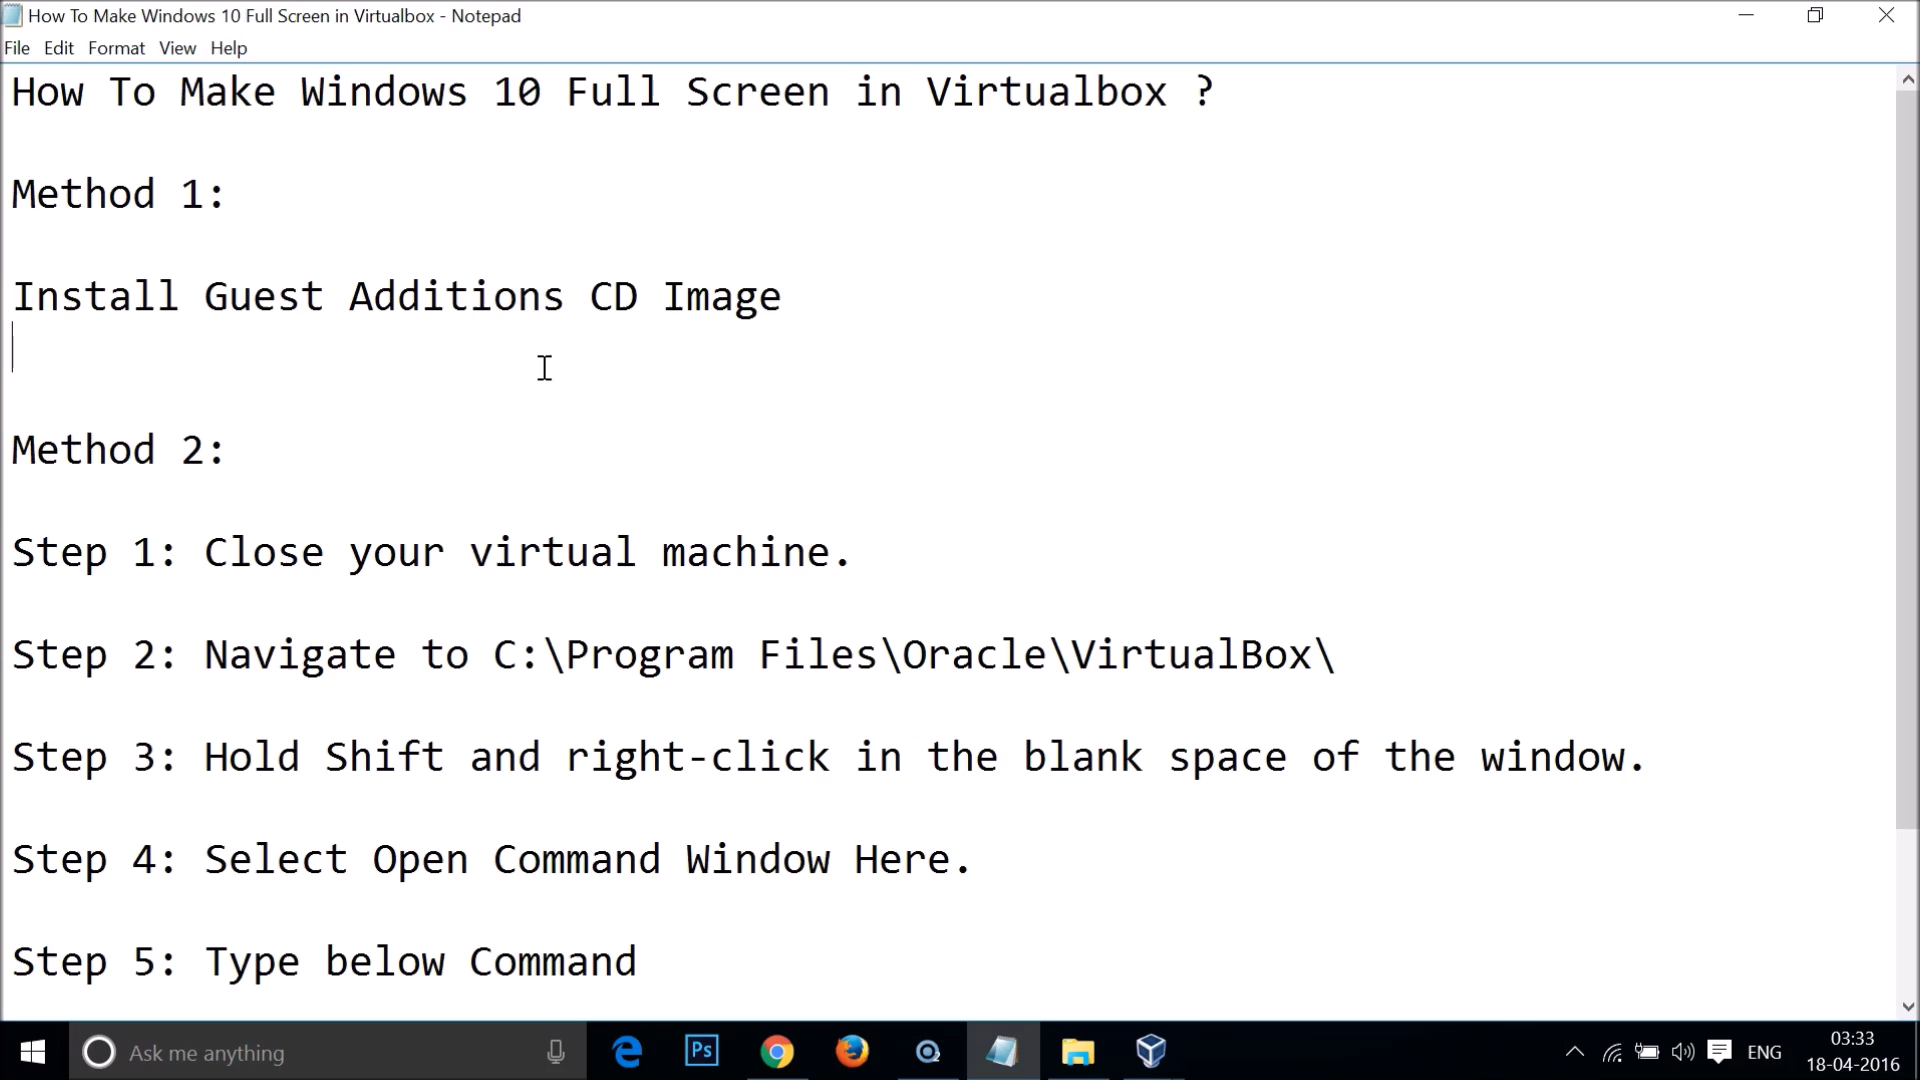 How To Make Windows 10 Full Screen in Virtualbox - Notepad
File Edit Format View Help
How To Make Windows 10 Full Screen in Virtualbox ?
Method 1:
Install Guest Additions CD Image
Method 2:
Step 1: Close your virtual machine.
Step 2: Navigate to C:\Program Files\Oracle\VirtualBox\
Step 3: Hold Shift and right-click in the blank space of the window.
Step 4: Select Open Command Window Here.
Step 5: Type below Command
Ask me anything
Ps
ENG
03:33
18-04-2016